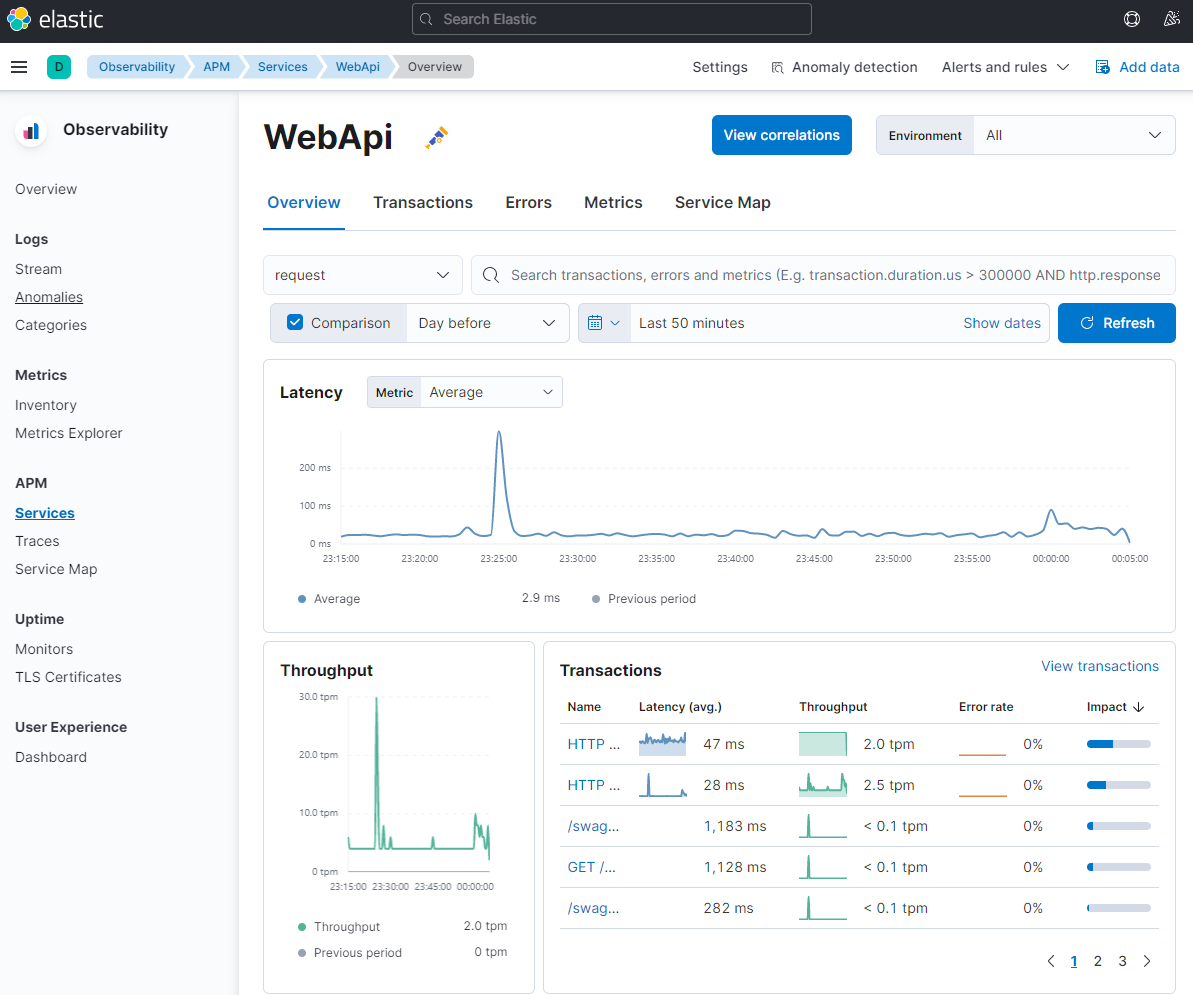 elastic
Search Elastic
D
Observability APM Services WebApi Overview
Settings Anomaly detection Alerts and rules Add data
Observability
Overview
Logs
Stream
Anomalies
Categories
Metrics
Inventory
Metrics Explorer
APM
Services
Traces
Service Map
Uptime
Monitors
TLS Certificates
User Experience
Dashboard
WebApi
View correlations
Environment All
Overview Transactions Errors Metrics Service Map
request
Search transactions, errors and metrics (E.g. transaction.duration.us > 300000 AND http.response
Comparison Day before
Last 50 minutes Show dates
Refresh
Latency Metric Average
200 ms
100 ms
0 ms
23:15:00 23:20:00 23:25:00 23:30:00 23:35:00 23:40:00 23:45:00 23:50:00 23:55:00 00:00:00 00:05:00
Average 2.9 ms Previous period
Throughput
30.0 tpm
20.0 tpm
10.0 tpm
0 tpm
23:15:00 23:30:00 23:45:00 00:00:00
Throughput 2.0 tpm
Previous period 0 tpm
Transactions View transactions
Name Latency (avg.) Throughput Error rate Impact
HTTP ... 47 ms 2.0 tpm 0%
HTTP ... 28 ms 2.5 tpm 0%
/swag... 1,183 ms < 0.1 tpm 0%
GET /... 1,128 ms < 0.1 tpm 0%
/swag... 282 ms < 0.1 tpm 0%
1 2 3